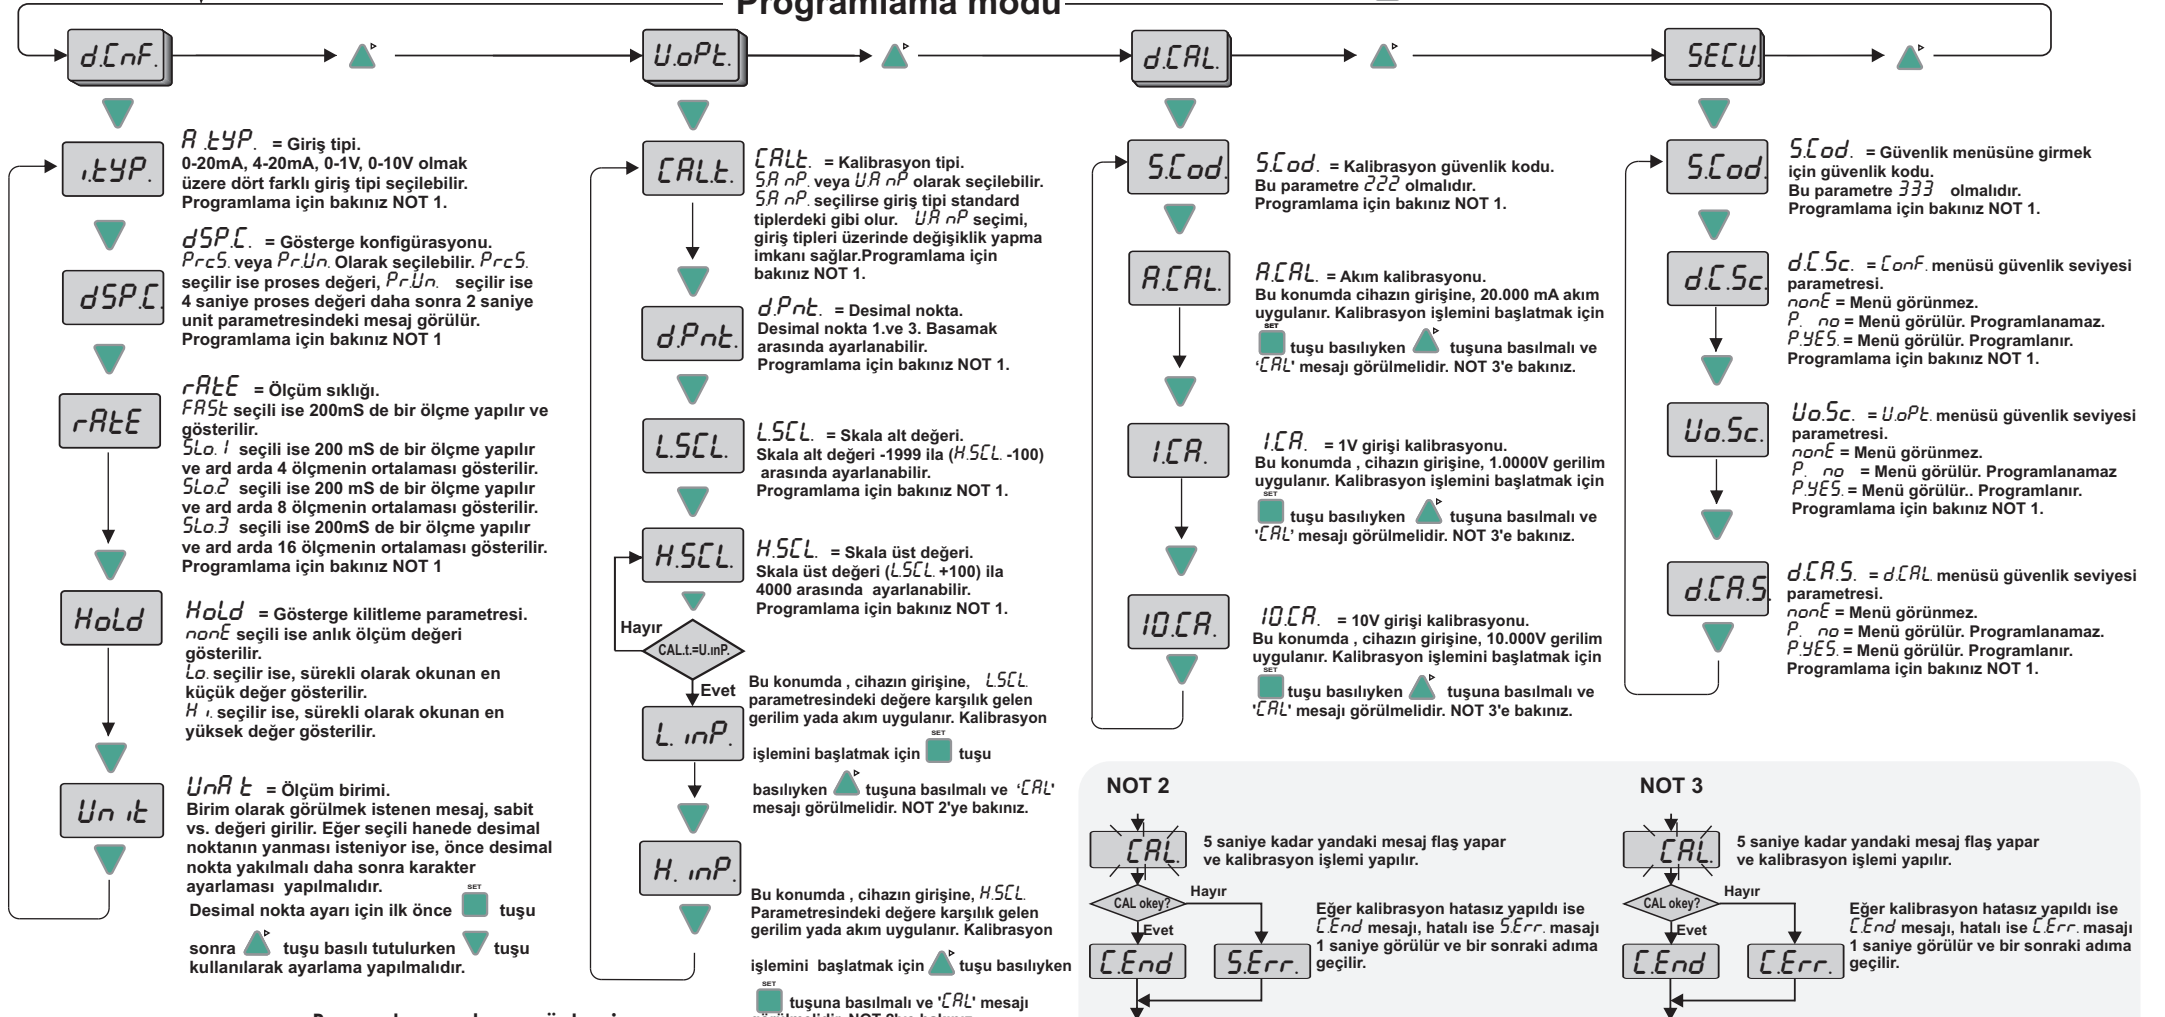 Programlama modu
d.CnF.
U.oPt.
d.CAL.
SECU.
i.tYP.
A.tYP. = Giriş tipi.
0-20mA, 4-20mA, 0-1V, 0-10V olmak
üzere dört farklı giriş tipi seçilebilir.
Programlama için bakınız NOT 1.
dSP.C.
dSP.C. = Gösterge konfigürasyonu.
PrcS. veya Pr.Un. Olarak seçilebilir. PrcS.
seçilir ise proses değeri, Pr.Un. seçilir ise
4 saniye proses değeri daha sonra 2 saniye
unit parametresindeki mesaj görülür.
Programlama için bakınız NOT 1
rAtE
rAtE = Ölçüm sıklığı.
FASt seçili ise 200mS de bir ölçme yapılır ve
gösterilir.
SLo.1 seçili ise 200 mS de bir ölçme yapılır
ve ard arda 4 ölçmenin ortalaması gösterilir.
SLo.2 seçili ise 200 mS de bir ölçme yapılır
ve ard arda 8 ölçmenin ortalaması gösterilir.
SLo.3 seçili ise 200mS de bir ölçme yapılır
ve ard arda 16 ölçmenin ortalaması gösterilir.
Programlama için bakınız NOT 1
HoLd
HoLd = Gösterge kilitleme parametresi.
nonE seçili ise anlık ölçüm değeri
gösterilir.
Lo. seçilir ise, sürekli olarak okunan en
küçük değer gösterilir.
Hi. seçilir ise, sürekli olarak okunan en
yüksek değer gösterilir.
Unit
UnA t = Ölçüm birimi.
Birim olarak görülmek istenen mesaj, sabit
vs. değeri girilir. Eğer seçili hanede desimal
noktanın yanması isteniyor ise, önce desimal
nokta yakılmalı daha sonra karakter
ayarlaması yapılmalıdır.
SET
Desimal nokta ayarı için ilk önce tuşu
sonra tuşu basılı tutulurken tuşu
kullanılarak ayarlama yapılmalıdır.
CAL.t.
CAL.t. = Kalibrasyon tipi.
S.A nP. veya U.A nP olarak seçilebilir.
S.A nP. seçilirse giriş tipi standard
tiplerdeki gibi olur. U.A nP seçimi,
giriş tipleri üzerinde değişiklik yapma
imkanı sağlar.Programlama için
bakınız NOT 1.
d.Pnt.
d.Pnt. = Desimal nokta.
Desimal nokta 1.ve 3. Basamak
arasında ayarlanabilir.
Programlama için bakınız NOT 1.
L.SCL.
L.SCL. = Skala alt değeri.
Skala alt değeri -1999 ila (H.SCL. -100)
arasında ayarlanabilir.
Programlama için bakınız NOT 1.
H.SCL.
H.SCL. = Skala üst değeri.
Skala üst değeri (L.SCL. +100) ila
4000 arasında ayarlanabilir.
Programlama için bakınız NOT 1.
Hayır
CAL.t.=U.ınP.
Evet
L. inP.
Bu konumda , cihazın girişine, L.SCL.
parametresindeki değere karşılık gelen
gerilim yada akım uygulanır. Kalibrasyon
SET
işlemini başlatmak için tuşu
basılıyken tuşuna basılmalı ve 'CAL'
mesajı görülmelidir. NOT 2'ye bakınız.
H. inP.
Bu konumda , cihazın girişine, H.SCL.
Parametresindeki değere karşılık gelen
gerilim yada akım uygulanır. Kalibrasyon
işlemini başlatmak için tuşu basılıyken
SET
tuşuna basılmalı ve 'CAL' mesajı
S.Cod.
S.Cod. = Kalibrasyon güvenlik kodu.
Bu parametre 222 olmalıdır.
Programlama için bakınız NOT 1.
A.CAL.
A.CAL. = Akım kalibrasyonu.
Bu konumda cihazın girişine, 20.000 mA akım
uygulanır. Kalibrasyon işlemini başlatmak için
SET
tuşu basılıyken tuşuna basılmalı ve
'CAL' mesajı görülmelidir. NOT 3'e bakınız.
1.CA.
1.CA. = 1V girişi kalibrasyonu.
Bu konumda , cihazın girişine, 1.0000V gerilim
uygulanır. Kalibrasyon işlemini başlatmak için
SET
tuşu basılıyken tuşuna basılmalı ve
'CAL' mesajı görülmelidir. NOT 3'e bakınız.
10.CA.
10.CA. = 10V girişi kalibrasyonu.
Bu konumda , cihazın girişine, 10.000V gerilim
uygulanır. Kalibrasyon işlemini başlatmak için
SET
tuşu basılıyken tuşuna basılmalı ve
'CAL' mesajı görülmelidir. NOT 3'e bakınız.
S.Cod.
S.Cod. = Güvenlik menüsüne girmek
için güvenlik kodu.
Bu parametre 333 olmalıdır.
Programlama için bakınız NOT 1.
d.C.Sc.
d.C.Sc. = ConF. menüsü güvenlik seviyesi
parametresi.
nonE = Menü görünmez.
P. no = Menü görülür. Programlanamaz.
P.YES. = Menü görülür. Programlanır.
Programlama için bakınız NOT 1.
Uo.Sc.
Uo.Sc. = U.oPt. menüsü güvenlik seviyesi
parametresi.
nonE = Menü görünmez.
P. no = Menü görülür. Programlanamaz
P.YES. = Menü görülür.. Programlanır.
Programlama için bakınız NOT 1.
d.CA.S.
d.CA.S. = d.CAL. menüsü güvenlik seviyesi
parametresi.
nonE = Menü görünmez.
P. no = Menü görülür. Programlanamaz.
P.YES. = Menü görülür. Programlanır.
Programlama için bakınız NOT 1.
NOT 2
CAL.
5 saniye kadar yandaki mesaj flaş yapar
ve kalibrasyon işlemi yapılır.
CAL okey?
Hayır
Evet
C.End
S.Err.
Eğer kalibrasyon hatasız yapıldı ise
C.End mesajı, hatalı ise S.Err. masajı
1 saniye görülür ve bir sonraki adıma
geçilir.
NOT 3
CAL.
5 saniye kadar yandaki mesaj flaş yapar
ve kalibrasyon işlemi yapılır.
CAL okey?
Hayır
Evet
C.End
C.Err.
Eğer kalibrasyon hatasız yapıldı ise
C.End mesajı, hatalı ise C.Err. masajı
1 saniye görülür ve bir sonraki adıma
geçilir.